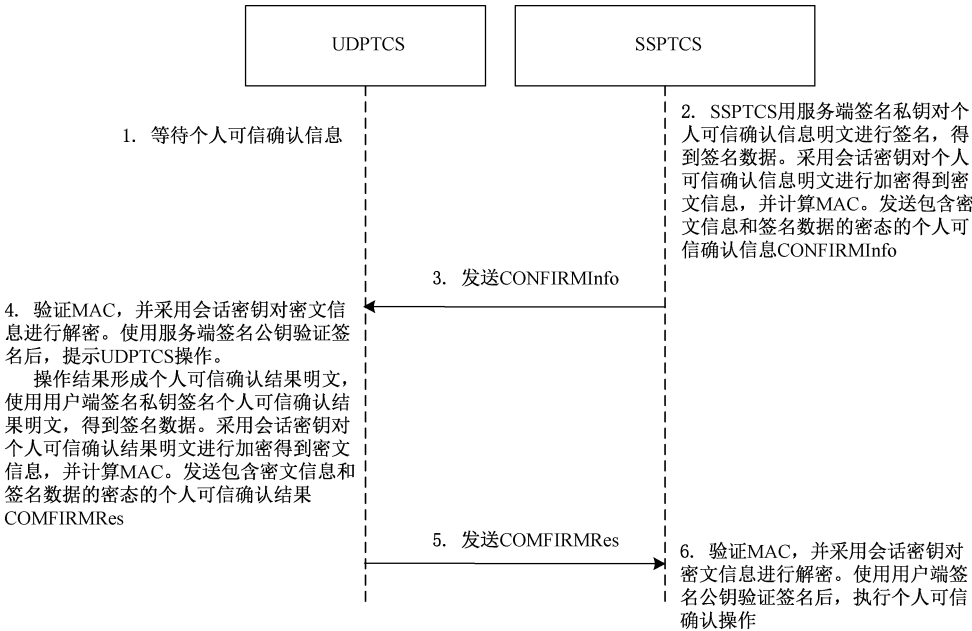 UDPTCS
SSPTCS
1. 等待个人可信确认信息
2. SSPTCS用服务端签名私钥对个
人可信确认信息明文进行签名，得
到签名数据。采用会话密钥对个人
可信确认信息明文进行加密得到密
文信息，并计算MAC。发送包含密
文信息和签名数据的密态的个人可
信确认信息CONFIRMInfo
3. 发送CONFIRMInfo
4. 验证MAC，并采用会话密钥对密文信
息进行解密。使用服务端签名公钥验证签
名后，提示UDPTCS操作。
操作结果形成个人可信确认结果明文，
使用用户端签名私钥签名个人可信确认结
果明文，得到签名数据。采用会话密钥对
个人可信确认结果明文进行加密得到密文
信息，并计算MAC。发送包含密文信息和
签名数据的密态的个人可信确认结果
COMFIRMRes
5. 发送COMFIRMRes
6. 验证MAC，并采用会话密钥对
密文信息进行解密。使用用户端签
名公钥验证签名后，执行个人可信
确认操作